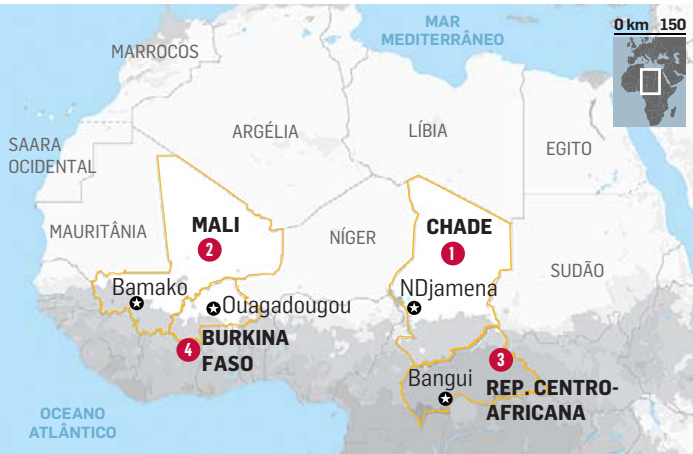 MAR
MEDITERRÂNEO
0 km 150
MARROCOS
ARGÉLIA
LÍBIA
EGITO
SAARA
OCIDENTAL
MAURITÂNIA
MALI
2
NÍGER
CHADE
1
SUDÃO
Bamako
Ouagadougou
NDjamena
4
BURKINA
FASO
3
Bangui
REP. CENTRO-
AFRICANA
OCEANO
ATLÂNTICO